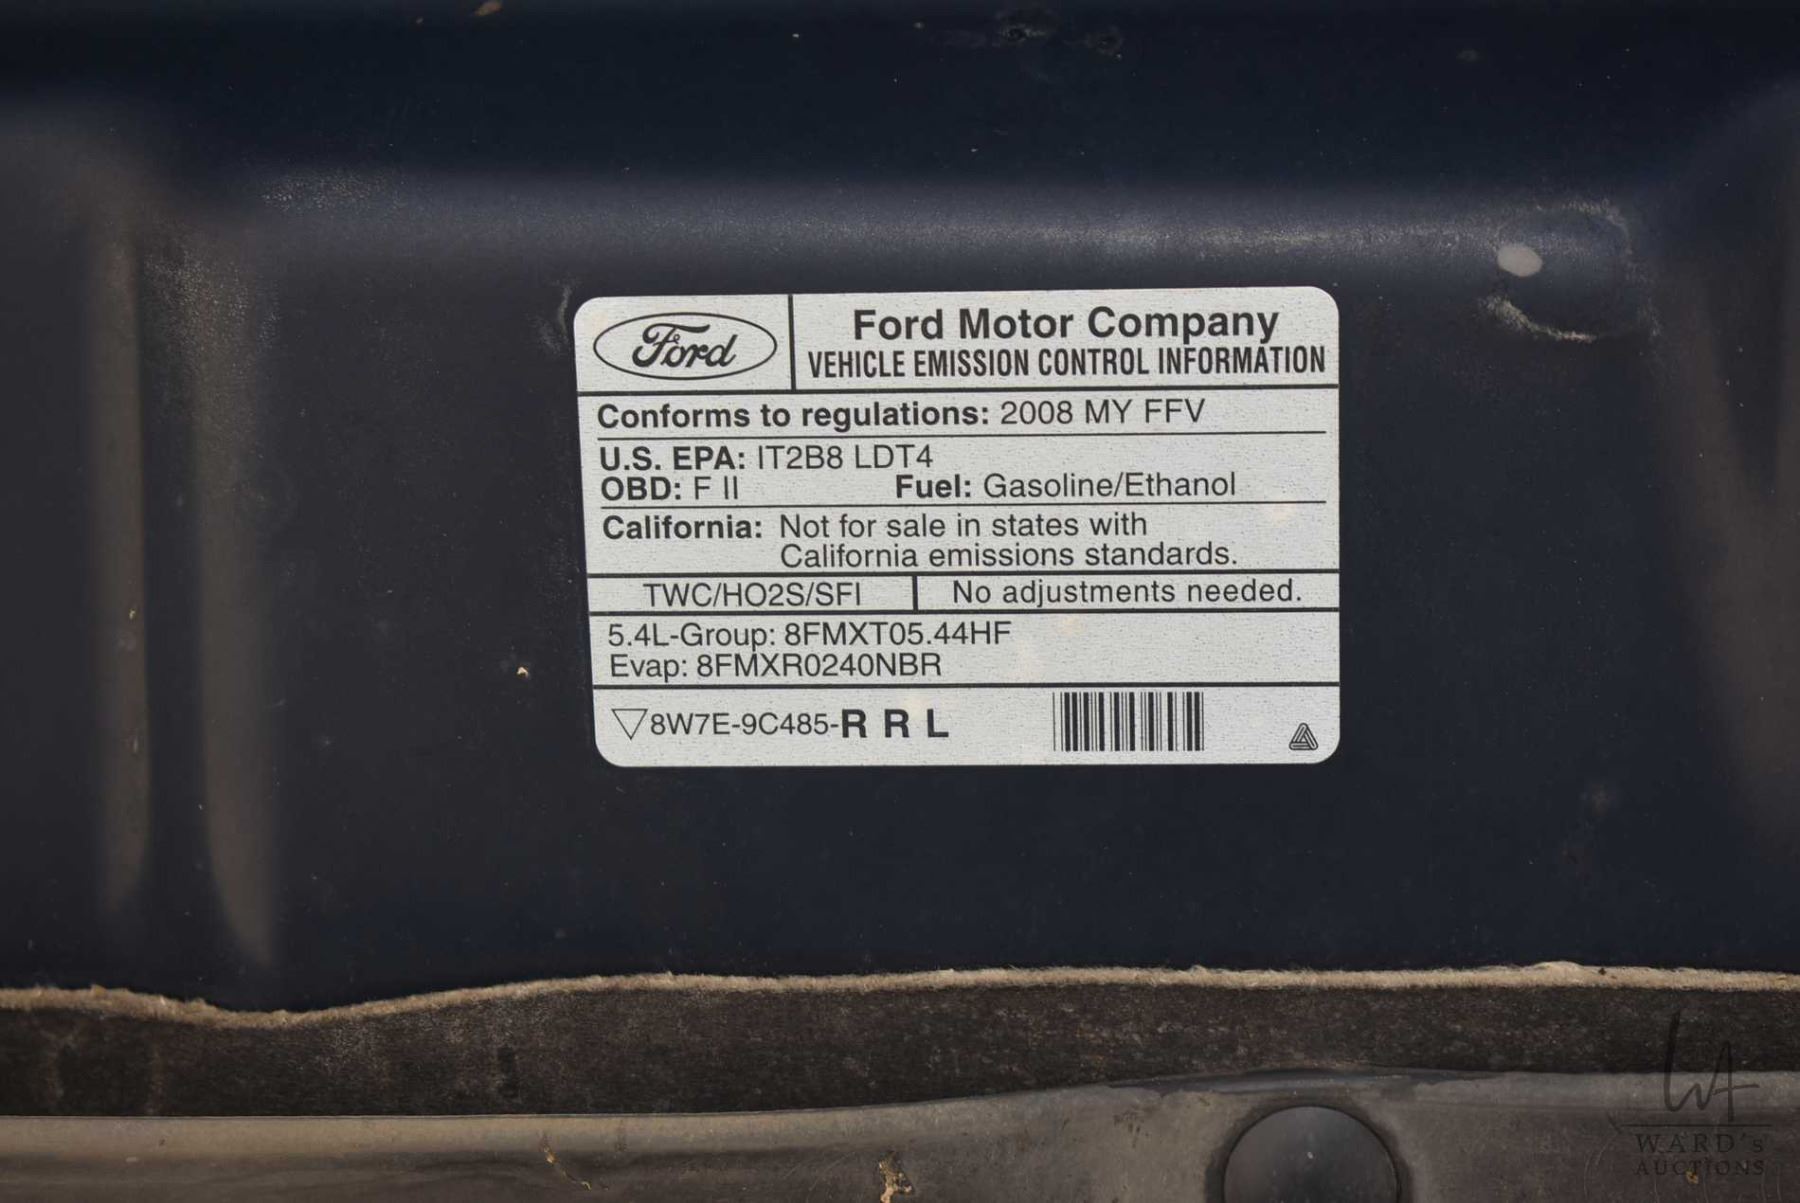 Ford
Ford Motor Company
VEHICLE EMISSION CONTROL INFORMATION
Conforms to regulations: 2008 MY FFV
U.S. EPA: IT2B8 LDT4
OBD: F II Fuel: Gasoline/Ethanol
California: Not for sale in states with
California emissions standards.
TWC/HO2S/SFI No adjustments needed.
5.4L-Group: 8FMXT05.44HF
Evap: 8FMXR0240NBR
8W7E-9C485-R R L
WA
WARD's
AUCTIONS